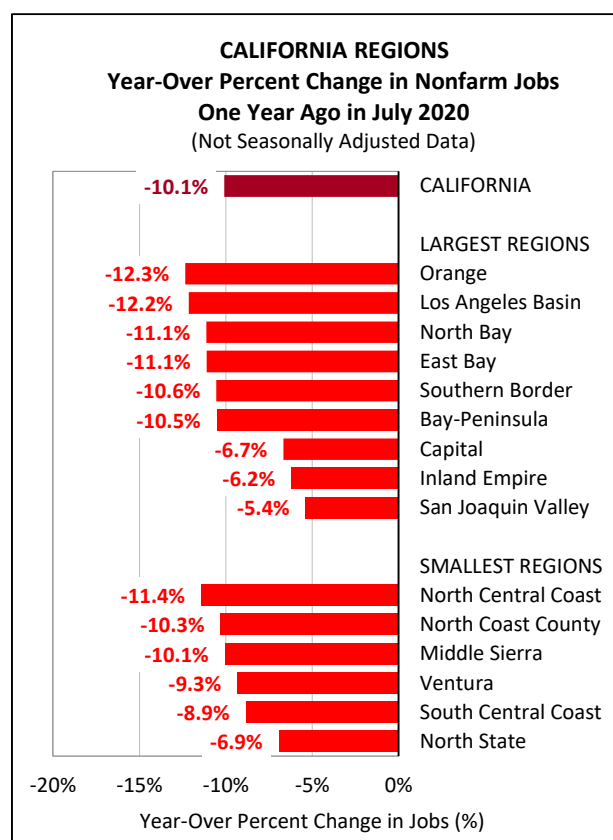 CALIFORNIA REGIONS
Year-Over Percent Change in Nonfarm Jobs
One Year Ago in July 2020
(Not Seasonally Adjusted Data)
-10.1% CALIFORNIA
LARGEST REGIONS
-12.3% Orange
-12.2% Los Angeles Basin
-11.1% North Bay
-11.1% East Bay
-10.6% Southern Border
-10.5% Bay-Peninsula
-6.7% Capital
-6.2% Inland Empire
-5.4% San Joaquin Valley
SMALLEST REGIONS
-11.4% North Central Coast
-10.3% North Coast County
-10.1% Middle Sierra
-9.3% Ventura
-8.9% South Central Coast
-6.9% North State
-20% -15% -10% -5% 0%
Year-Over Percent Change in Jobs (%)